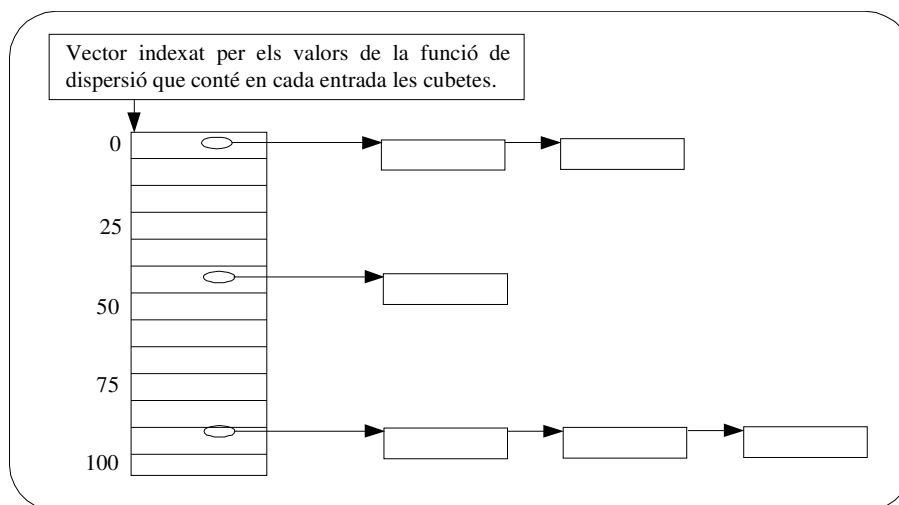 Vector indexat per els valors de la funció de
dispersió que conté en cada entrada les cubetes.
0
25
50
75
100